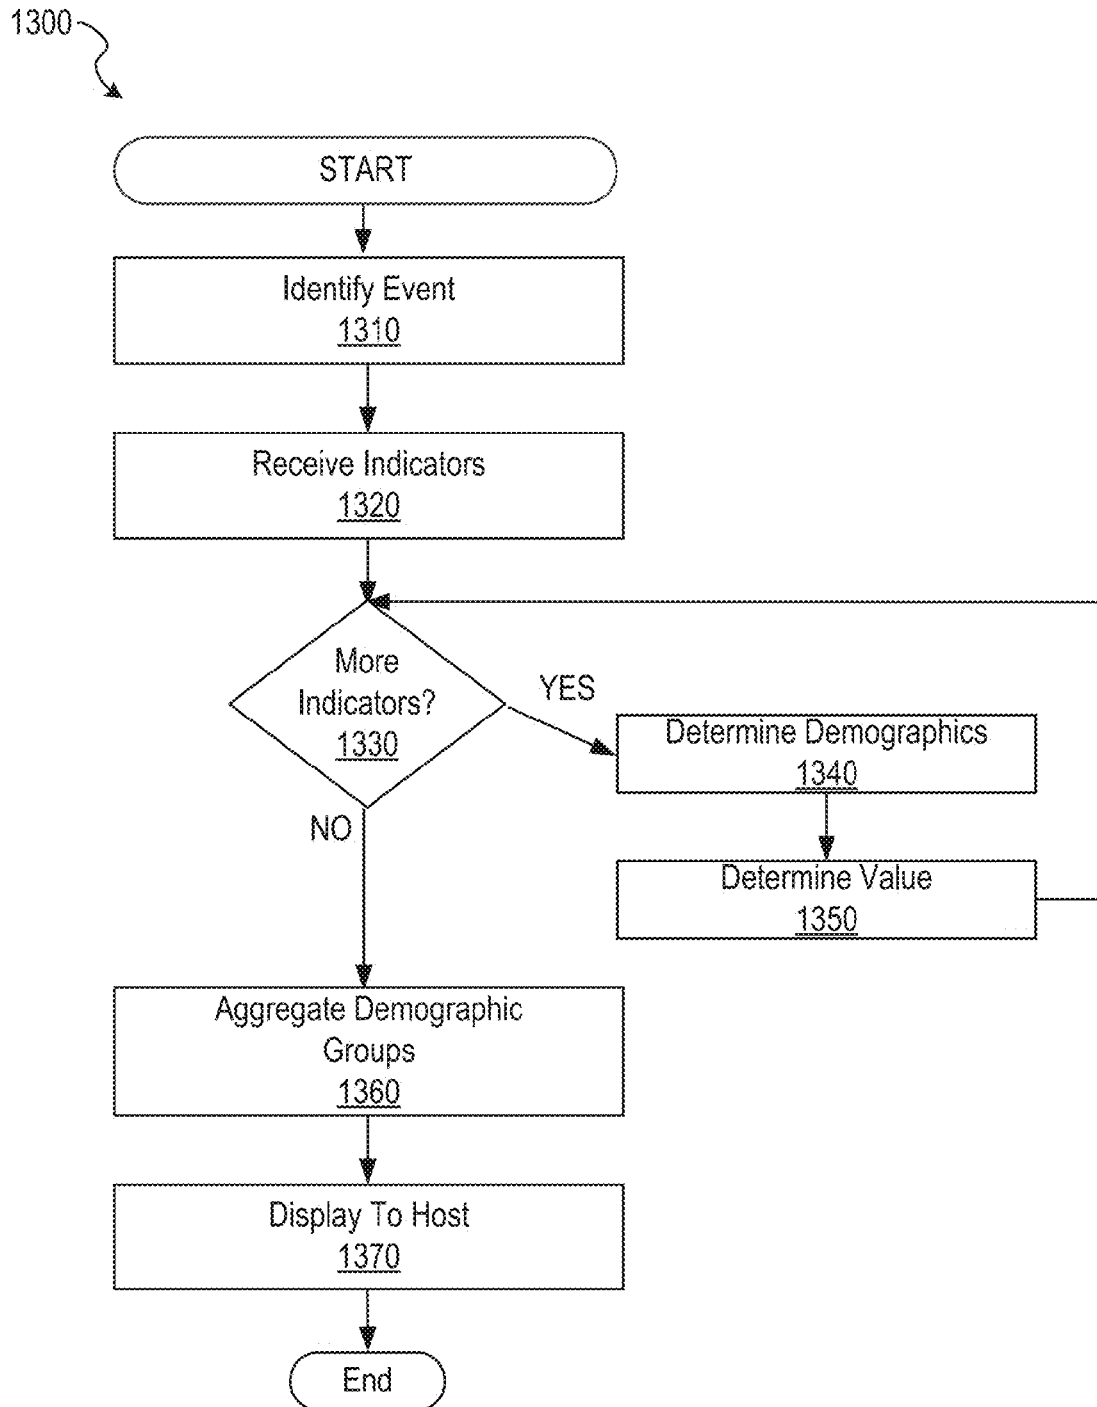 1300
START
Identify Event
1310
Receive Indicators
1320
More
Indicators?
1330
YES
Determine Demographics
1340
NO
Determine Value
1350
Aggregate Demographic
Groups
1360
Display To Host
1370
End